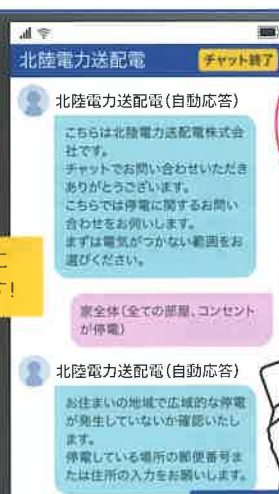 北陸電力送配電
チャット終了
北陸電力送配電(自動応答)
こちらは北陸電力送配電株式会
社です。
チャットでお問い合わせいただき
ありがとうございます。
こちらでは停電に関するお問い
合わせをお伺いします。
まずは電気がつかない範囲をお
選びください。
に
す!
家全体(全ての部屋、コンセント
が停電)
北陸電力送配電(自動応答)
お住まいの地域で広域的な停電
が発生していないか確認いたし
ます。
停電している場所の郵便番号ま
たは住所の入力をお願いします。